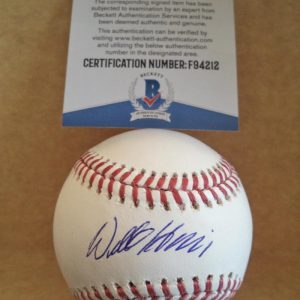 The corresponding signed item has been
subjected to examination by an expert from
Beckett Authentication Services and has
been deemed authentic and genuine.
This authentication can be verified by
visiting www.beckett-authentication.com
and utilizing the below number
in the designated area.
CERTIFICATION NUMBER: F94212
BECKETT
B